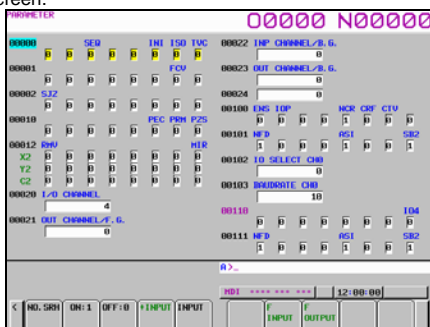 creen.
PARAMETER O0000 N00000
00000 SEQ INI ISO TVC
0 0 0 0 0 0 0 0
00001 FCV
0 0 0 0 0 0 0 0
00002 SJZ
0 0 0 0 0 0 0 0
00010 PEC PRM PZS
0 0 0 0 0 0 0 0
00012 RMV MIR
X2 0 0 0 0 0 0 0 0
Y2 0 0 0 0 0 0 0 0
C2 0 0 0 0 0 0 0 0
00020 I/O CHANNEL
4
00021 OUT CHANNEL/F.G.
0
00022 INP CHANNEL/B.G.
0
00023 OUT CHANNEL/B.G.
0
00024
0
00100 ENS IOP NCR CRF CTV
0 0 0 0 1 0 0 0
00101 NFD ASI SB2
1 0 0 0 1 0 0 1
00102 IO SELECT CH0
0
00103 BAUDRATE CH0
10
00110 IO4
0 0 0 0 0 0 0 0
00111 NFD ASI SB2
1 0 0 0 1 0 0 1
A>_
MDI **** *** *** 12:00:00
< NO.SRH ON:1 OFF:0 +INPUT INPUT F INPUT F OUTPUT